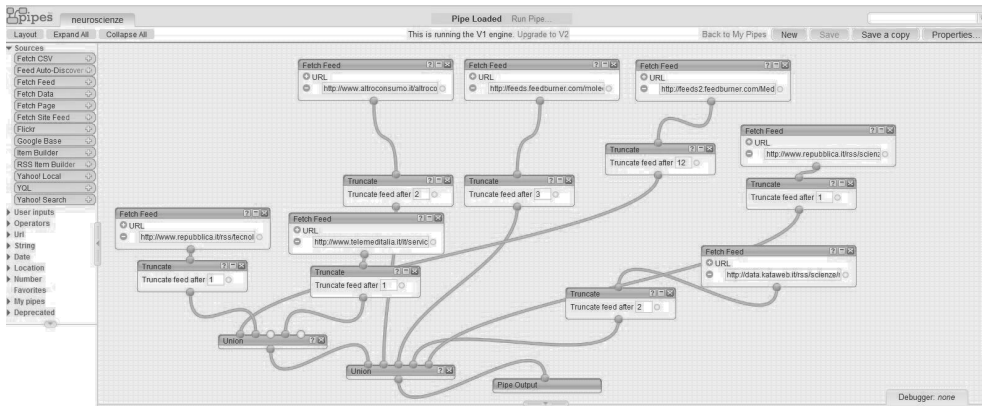 pipes neuroscienze
Pipe Loaded Run Pipe...
Layout Expand All Collapse All
This is running the V1 engine. Upgrade to V2
Back to My Pipes New Save Save a copy Properties...
Sources
Fetch CSV
Feed Auto-Discover
Fetch Feed
Fetch Data
Fetch Page
Fetch Site Feed
Flickr
Google Base
Item Builder
RSS Item Builder
Yahoo! Local
YQL
Yahoo! Search
User inputs
Operators
Url
String
Date
Location
Number
Favorites
My pipes
Deprecated
Fetch Feed
URL
http://www.altroconsumo.it/altroco
Fetch Feed
URL
http://feeds.feedburner.com/mole
Fetch Feed
URL
http://feeds2.feedburner.com/Med
Fetch Feed
URL
http://www.repubblica.it/rss/scienz
Truncate
Truncate feed after 12
Truncate
Truncate feed after 2
Truncate
Truncate feed after 3
Truncate
Truncate feed after 1
Fetch Feed
URL
http://www.repubblica.it/rss/tecnol
Fetch Feed
URL
http://www.telemeditalia.it/it/servic
Fetch Feed
URL
http://data.kataweb.it/rss/scienze/r
Truncate
Truncate feed after 1
Truncate
Truncate feed after 1
Truncate
Truncate feed after 2
Union
Union
Pipe Output
Debugger: none